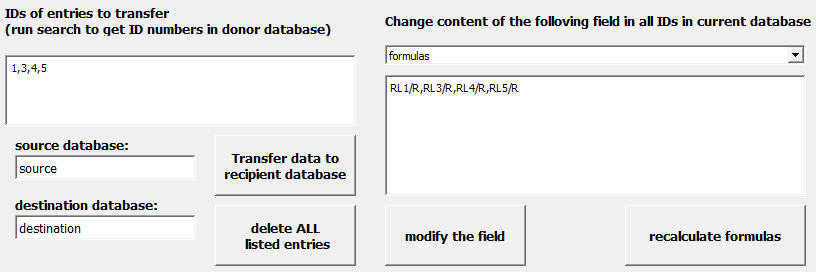 IDs of entries to transfer
(run search to get ID numbers in donor database)
1,3,4,5
source database:
source
Transfer data to
recipient database
destination database:
destination
delete ALL
listed entries
Change content of the following field in all IDs in current database
formulas
RL1/R,RL3/R,RL4/R,RL5/R
modify the field
recalculate formulas